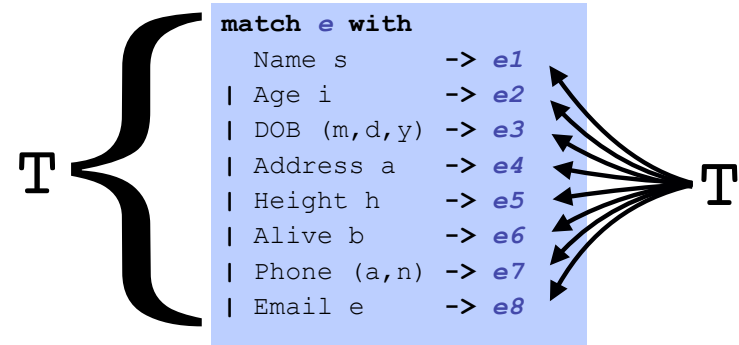 match e with
Name s -> e1
| Age i -> e2
| DOB (m,d,y) -> e3
| Address a -> e4
| Height h -> e5
| Alive b -> e6
| Phone (a,n) -> e7
| Email e -> e8
T
T